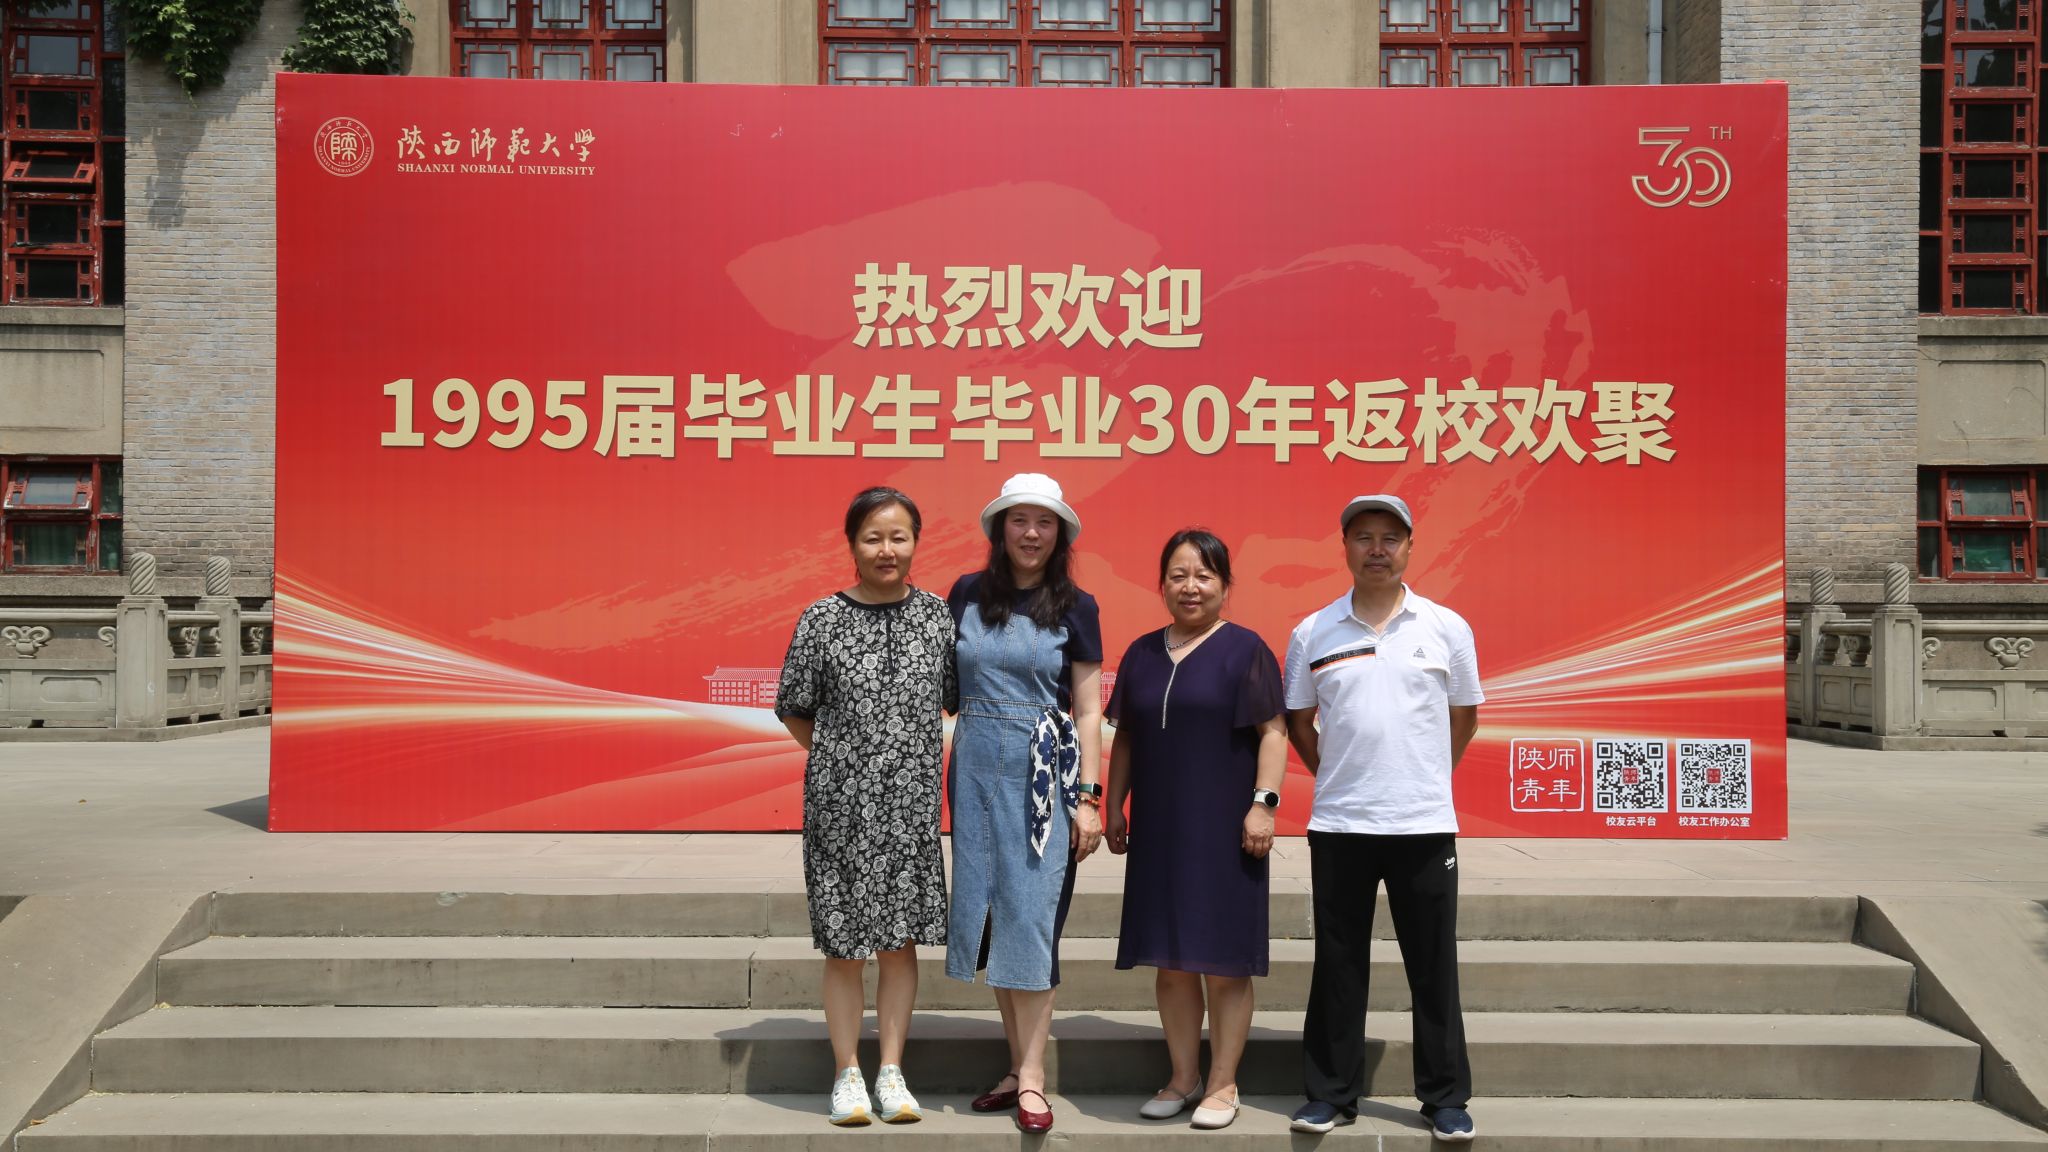 陕西师范大学
SHAANXI NORMAL UNIVERSITY
30TH
热烈欢迎
1995届毕业生毕业30年返校欢聚
陕师
青年
校友云平台
校友工作办公室